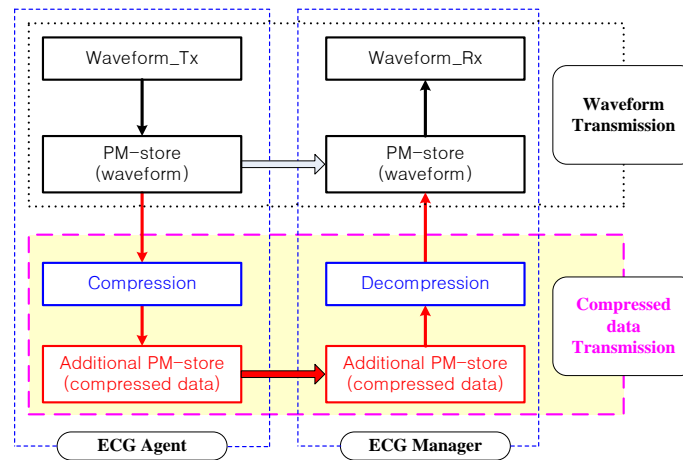 Waveform_Tx
Waveform_Rx
Waveform
Transmission
PM-store
(waveform)
PM-store
(waveform)
Compression
Decompression
Compressed
data
Transmission
Additional PM-store
(compressed data)
Additional PM-store
(compressed data)
ECG Agent
ECG Manager